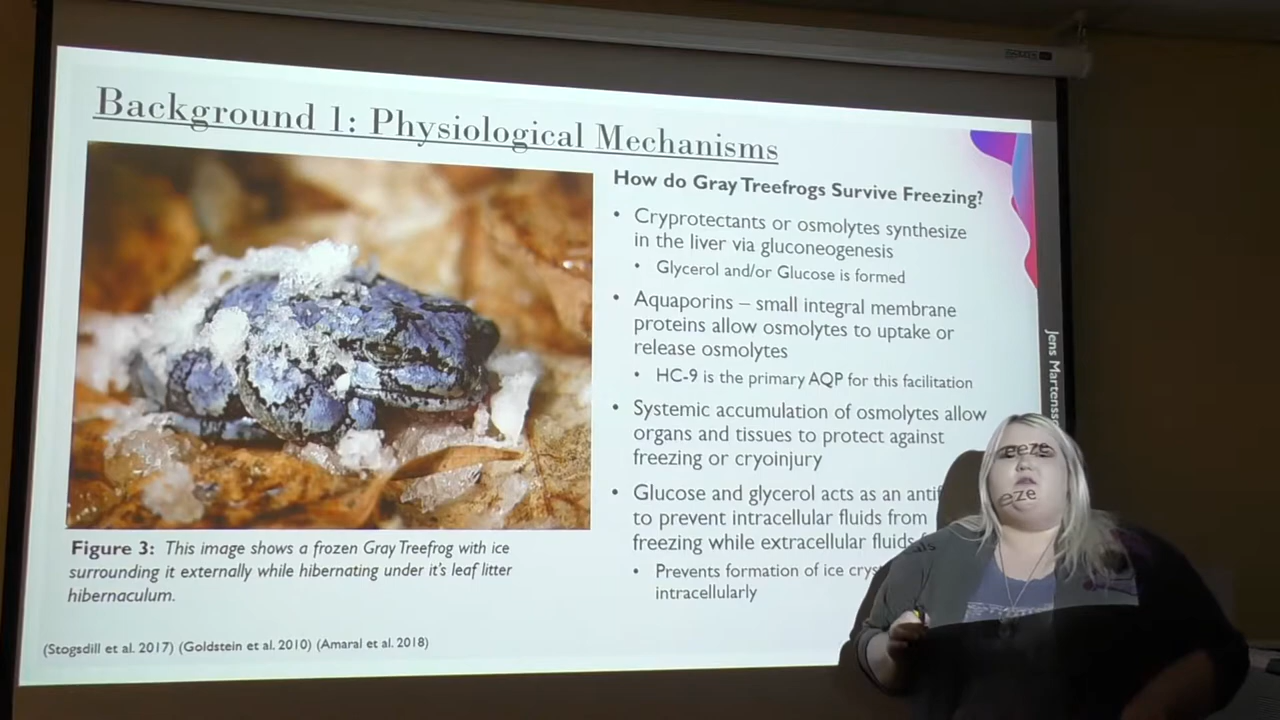 Background 1: Physiological Mechanisms
How do Gray Treefrogs Survive Freezing?
• Cryprotectants or osmolytes synthesize
in the liver via gluconeogenesis
• Glycerol and/or Glucose is formed
• Aquaporins – small integral membrane
proteins allow osmolytes to uptake or
release osmolytes
• HC-9 is the primary AQP for this facilitation
• Systemic accumulation of osmolytes allow
organs and tissues to protect against
freezing or cryoinjury
• Glucose and glycerol acts as an antif
eeze
to prevent intracellular fluids from
eze
freezing while extracellular fluids
• Prevents formation of ice crys
als
intracellularly
Figure 3: This image shows a frozen Gray Treefrog with ice
surrounding it externally while hibernating under it's leaf litter
hibernaculum.
(Stogsdill et al. 2017) (Goldstein et al. 2010) (Amaral et al. 2018)
Jens Martenss